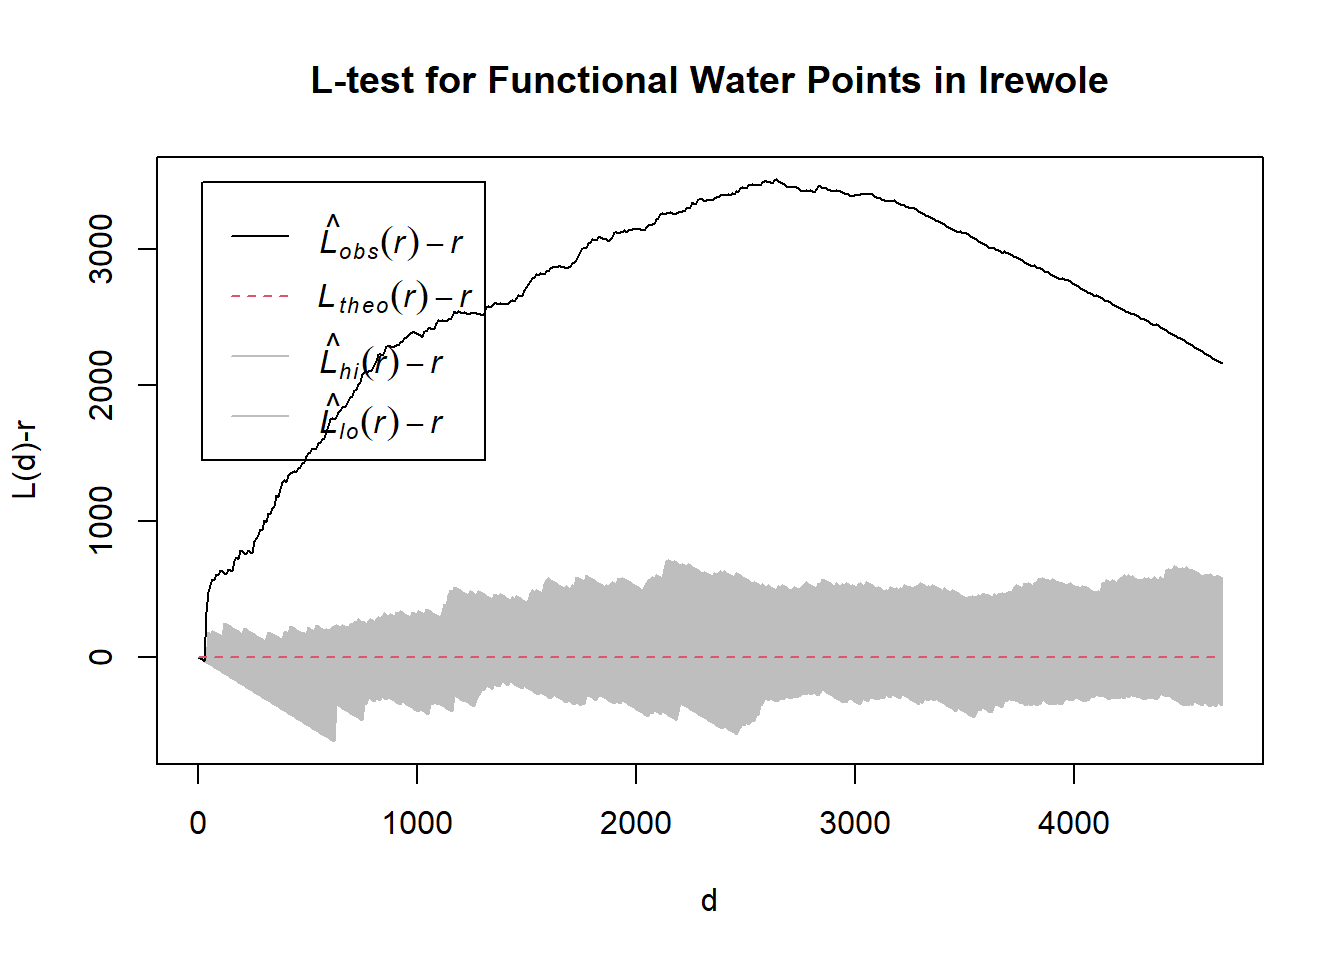 L-test for Functional Water Points in Irewole
L̂obs(r) − r
Ltheo(r) − r
L̂hi(r) − r
L̂lo(r) − r
L(d)-r
3000
2000
1000
0
0 1000 2000 3000 4000
d